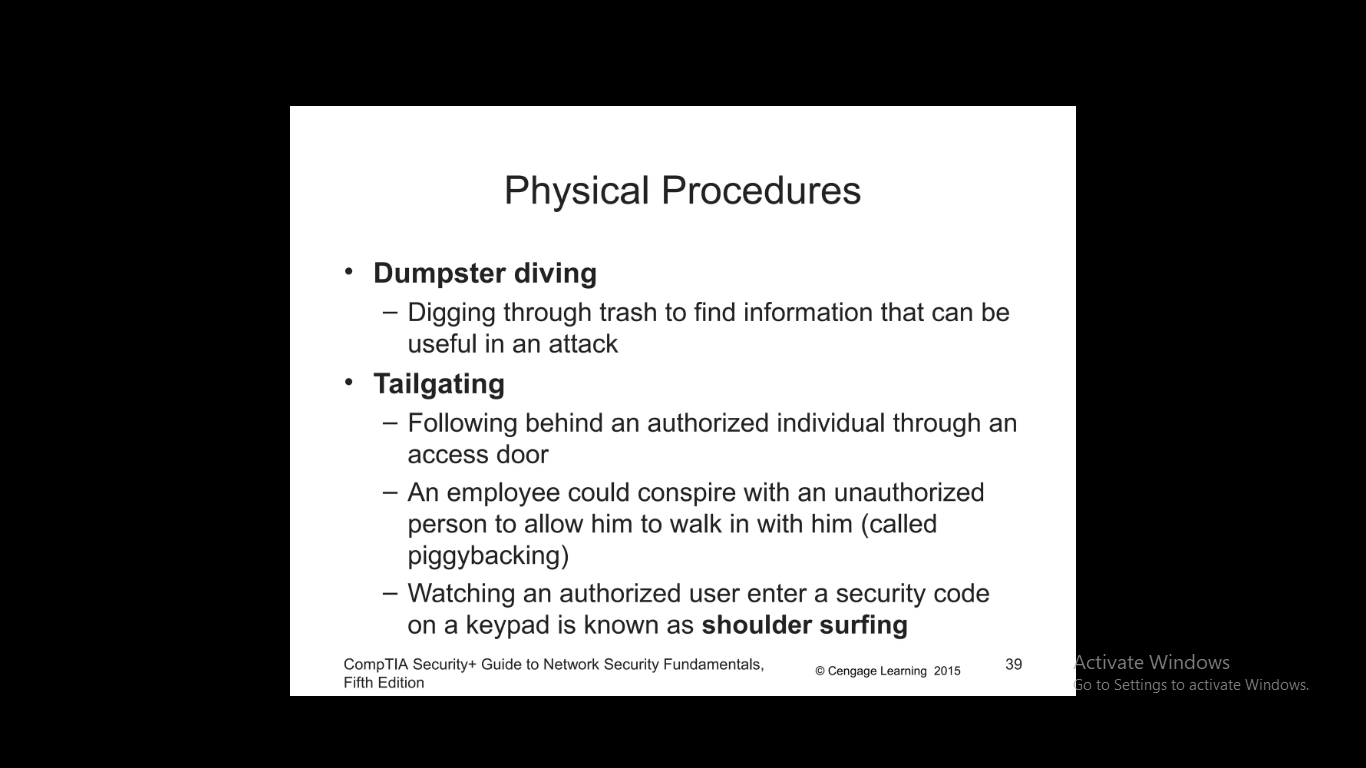 Physical Procedures
• Dumpster diving
– Digging through trash to find information that can be
useful in an attack
• Tailgating
– Following behind an authorized individual through an
access door
– An employee could conspire with an unauthorized
person to allow him to walk in with him (called
piggybacking)
– Watching an authorized user enter a security code
on a keypad is known as shoulder surfing
CompTIA Security+ Guide to Network Security Fundamentals,
Fifth Edition
© Cengage Learning 2015
39
Activate Windows
Go to Settings to activate Windows.